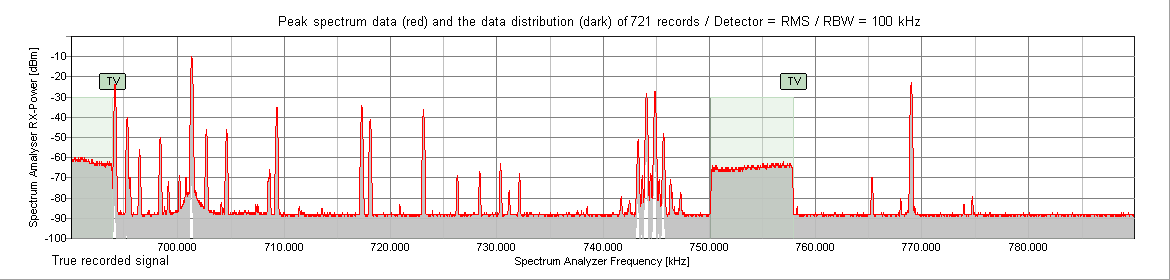 Peak spectrum data (red) and the data distribution (dark) of 721 records / Detector = RMS / RBW = 100 kHz
Spectrum Analyser RX-Power [dBm]
-10
-20
-30
-40
-50
-60
-70
-80
-90
-100
TV
TV
700.000 710.000 720.000 730.000 740.000 750.000 760.000 770.000 780.000
True recorded signal
Spectrum Analyzer Frequency [kHz]